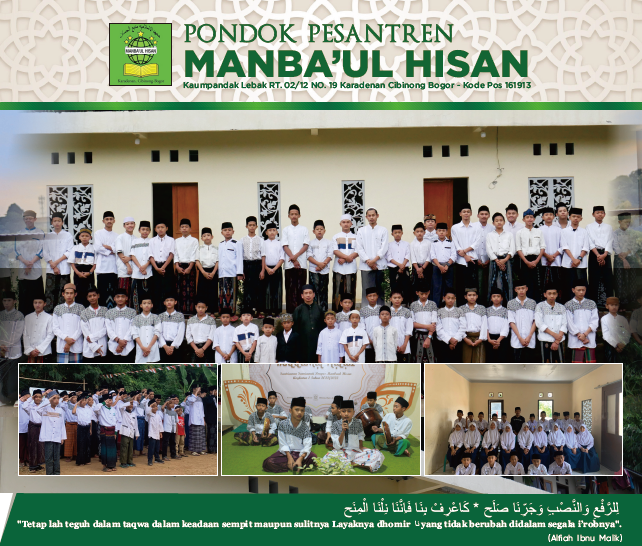 PONDOK PESANTREN
MANBA'UL HISAN
Kaumpandak Lebak RT. 02/12 NO. 19 Karadenan Cibinong Bogor - Kode Pos 161913
MANBA'UL HISAN
Karadenan, Cibinong Bogor
لِلرَّفْعِ وَالنَّصْبِ وَجَرِّنَا صَلَحَ * كَاعْرِفْ بِنَا فَإِنَّنَا نِلْنَا الْمِنَحَ
"Tetap lah teguh dalam taqwa dalam keadaan sempit maupun sulitnya Layaknya dhomir نا yang tidak berubah didalam segala i'robnya".
(Alfiah Ibnu Malik)